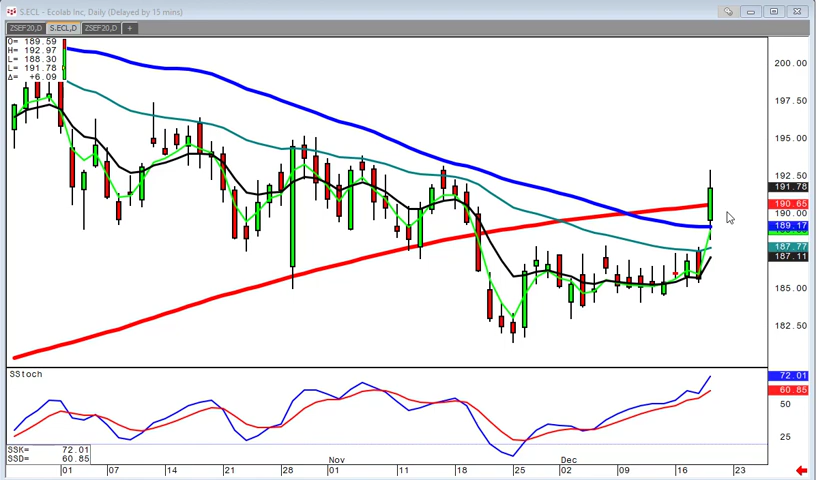 S.ECL - Ecolab Inc, Daily (Delayed by 15 mins)
ZSEF20,D S.ECL,D ZSEF20,D +
O= 189.59
H= 192.97
L= 188.30
L= 191.78
Δ= +6.09
200.00
197.50
195.00
192.50
191.78
190.65
190.00
189.17
187.77
187.11
185.00
182.50
SStoch
72.01
60.85
50
25
SSK= 72.01
SSD= 60.85
Nov Dec
01 07 14 21 28 01 11 18 25 02 09 16 23